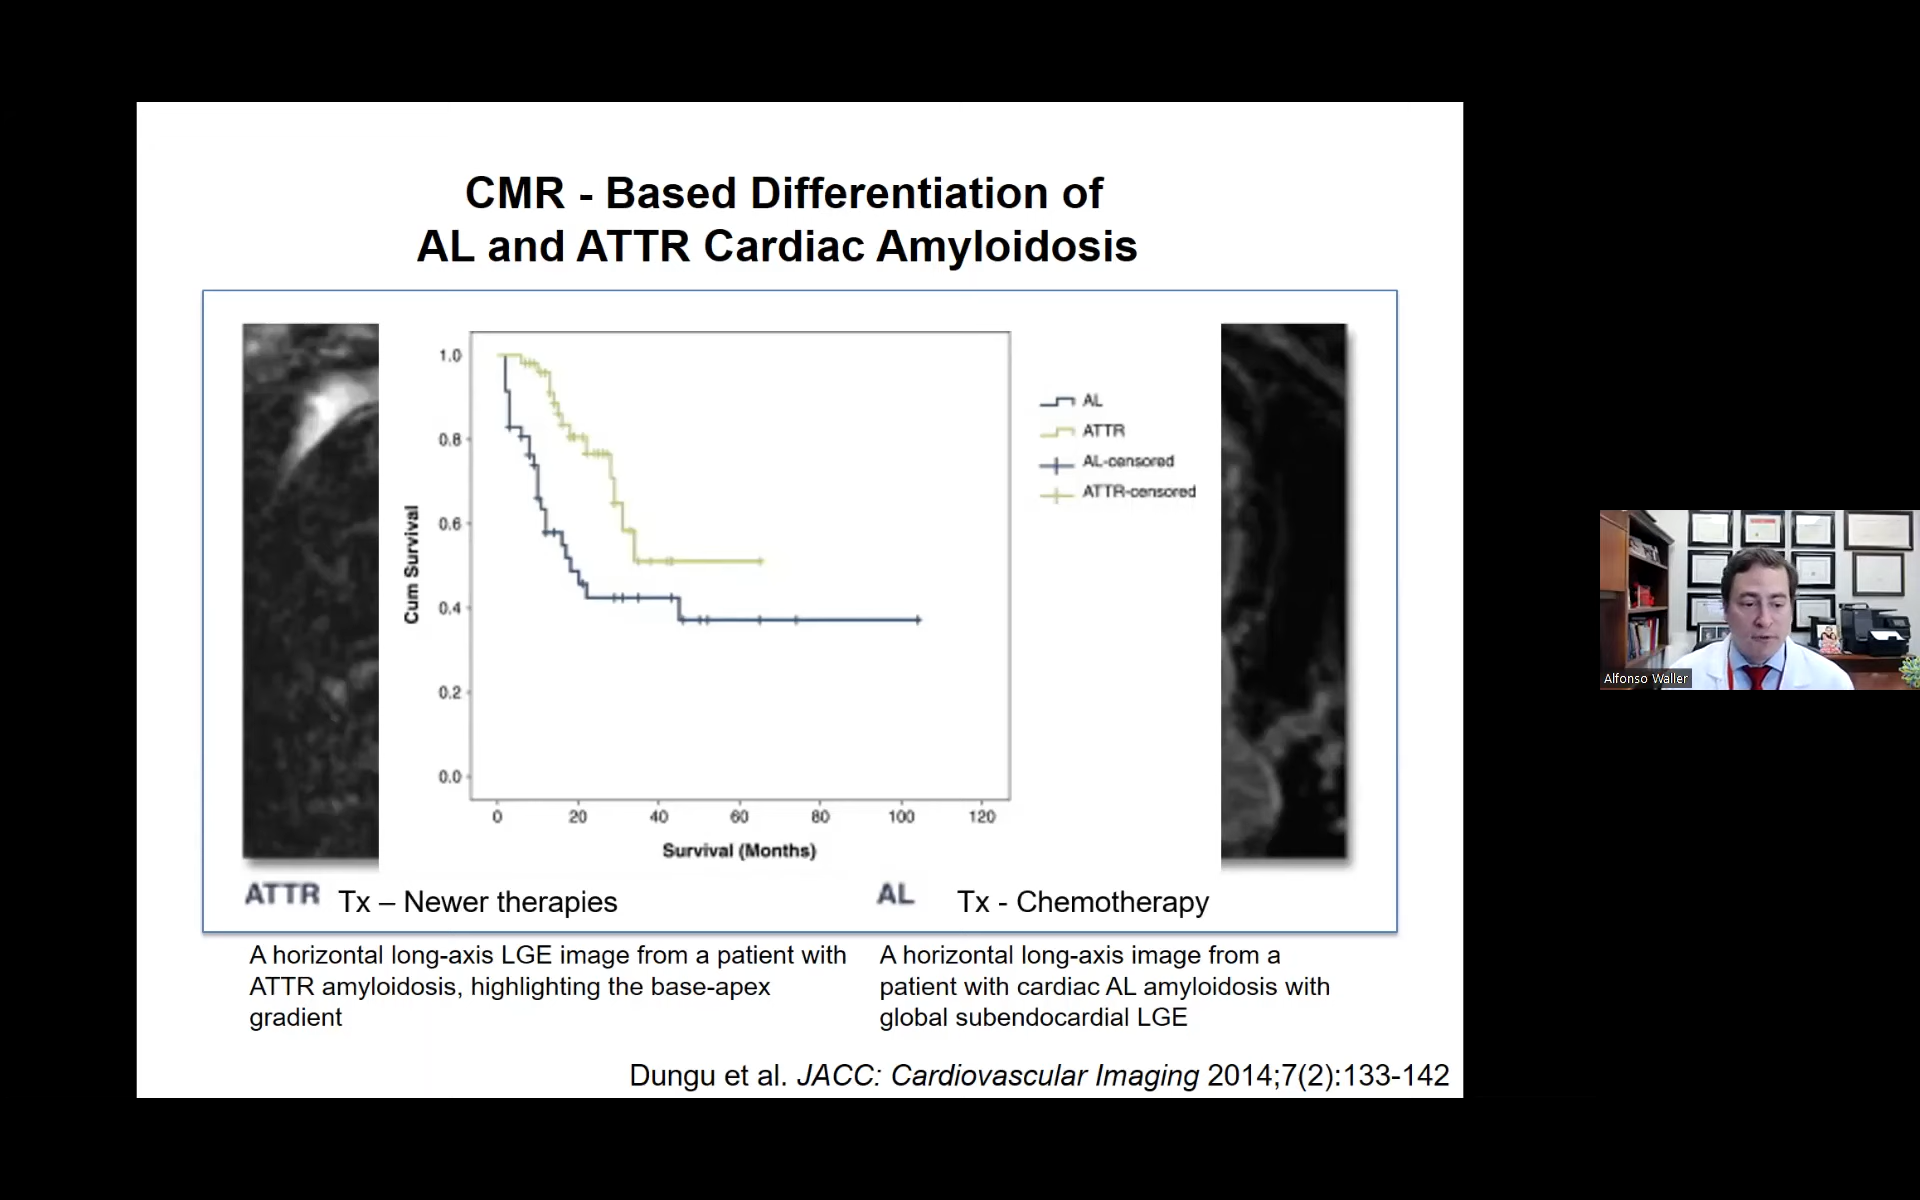 CMR - Based Differentiation of
AL and ATTR Cardiac Amyloidosis
1.0
0.8
0.6
0.4
0.2
0.0
Cum Survival
0 20 40 60 80 100 120
Survival (Months)
AL
ATTR
AL-censored
ATTR-censored
ATTR Tx – Newer therapies
AL Tx - Chemotherapy
A horizontal long-axis LGE image from a patient with
ATTR amyloidosis, highlighting the base-apex
gradient
A horizontal long-axis image from a
patient with cardiac AL amyloidosis with
global subendocardial LGE
Dungu et al. JACC: Cardiovascular Imaging 2014;7(2):133-142
Alfonso Waller